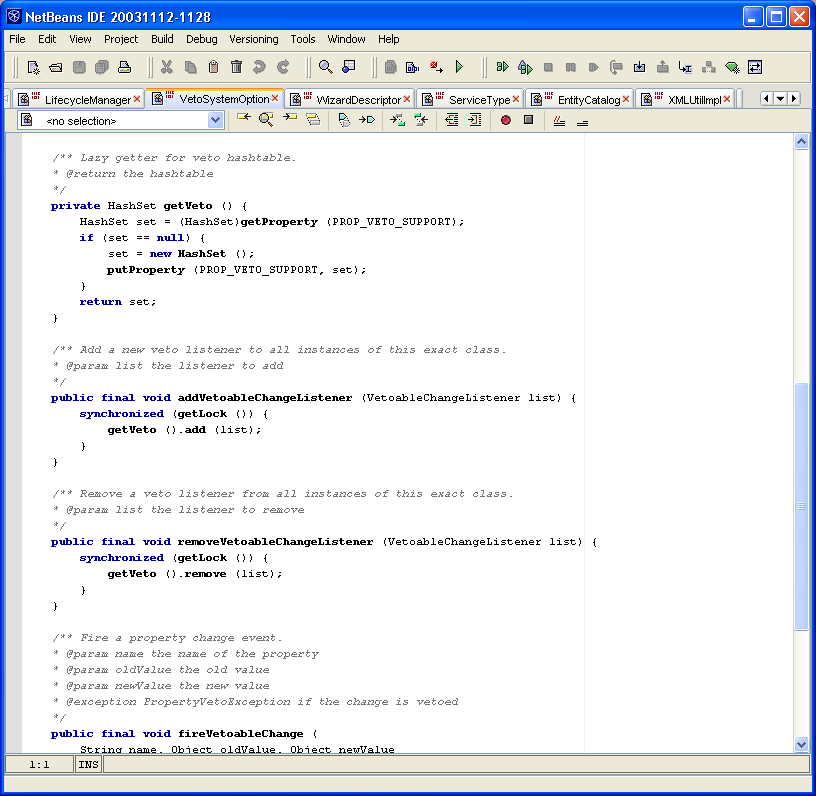 NetBeans IDE 20031112-1128
File Edit View Project Build Debug Versioning Tools Window Help
LifecycleManager VetoSystemOption WizardDescriptor ServiceType EntityCatalog XMLUtilImpl
<no selection>
/** Lazy getter for veto hashtable.
* @return the hashtable
*/
private HashSet getVeto () {
HashSet set = (HashSet)getProperty (PROP_VETO_SUPPORT);
if (set == null) {
set = new HashSet ();
putProperty (PROP_VETO_SUPPORT, set);
}
return set;
}
/** Add a new veto listener to all instances of this exact class.
* @param list the listener to add
*/
public final void addVetoableChangeListener (VetoableChangeListener list) {
synchronized (getLock ()) {
getVeto ().add (list);
}
}
/** Remove a veto listener from all instances of this exact class.
* @param list the listener to remove
*/
public final void removeVetoableChangeListener (VetoableChangeListener list) {
synchronized (getLock ()) {
getVeto ().remove (list);
}
}
/** Fire a property change event.
* @param name the name of the property
* @param oldValue the old value
* @param newValue the new value
* @exception PropertyVetoException if the change is vetoed
*/
public final void fireVetoableChange (
String name, Object oldValue, Object newValue
1:1 INS